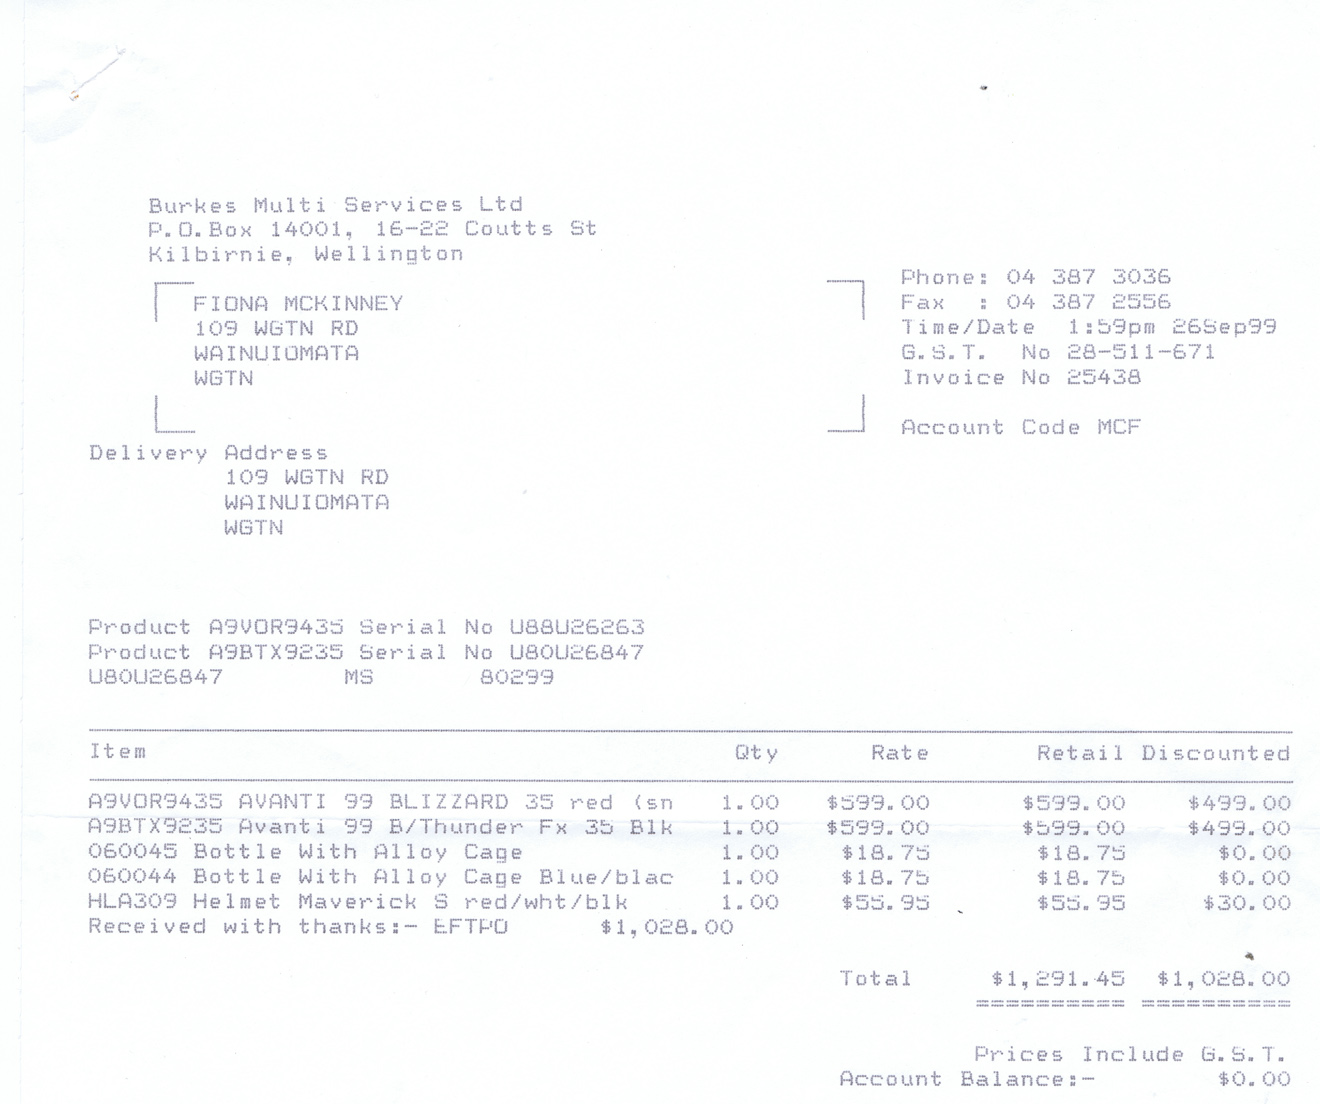 Burkes Multi Services Ltd
P.O.Box 14001, 16-22 Coutts St
Kilbirnie, Wellington
Phone: 04 387 3036
FIONA MCKINNEY
Fax : 04 387 2556
109 WGTN RD
Time/Date 1:59pm 26Sep99
WAINUIOMATA
G.S.T. No 28-511-671
WGTN
Invoice No 25438
Account Code MCF
Delivery Address
109 WGTN RD
WAINUIOMATA
WGTN
Product A9VOR9435 Serial No U88U26263
Product A9BTX9235 Serial No U80U26847
U80U26847 MS 80299
Item Qty Rate Retail Discounted
A9VOR9435 AVANTI 99 BLIZZARD 35 red (sn 1.00 $599.00 $599.00 $499.00
A9BTX9235 Avanti 99 B/Thunder Fx 35 Blk 1.00 $599.00 $599.00 $499.00
060045 Bottle With Alloy Cage 1.00 $18.75 $18.75 $0.00
060044 Bottle With Alloy Cage Blue/blac 1.00 $18.75 $18.75 $0.00
HLA309 Helmet Maverick S red/wht/blk 1.00 $55.95 $55.95 $30.00
Received with thanks:- EFTPO $1,028.00
Total $1,291.45 $1,028.00
========== ==========
Prices Include G.S.T.
Account Balance:- $0.00